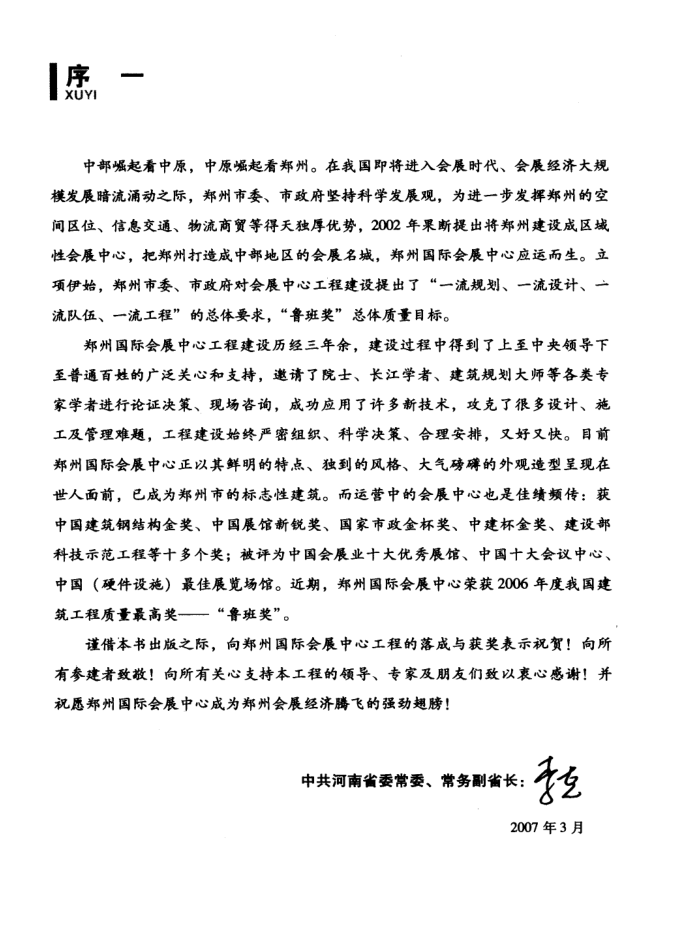 序 一
XUYI
中部崛起看中原，中原崛起看郑州。在我国即将进入会展时代、会展经济大规
模发展暗流涌动之际，郑州市委、市政府坚持科学发展观，为进一步发挥郑州的空
间区位、信息交通、物流商贸等得天独厚优势，2002 年果断提出将郑州建设成区域
性会展中心，把郑州打造成中部地区的会展名城，郑州国际会展中心应运而生。立
项伊始，郑州市委、市政府对会展中心工程建设提出了“一流规划、一流设计、一
流队伍、一流工程”的总体要求，“鲁班奖”总体质量目标。
郑州国际会展中心工程建设历经三年余，建设过程中得到了上至中央领导下
至普通百姓的广泛关心和支持，邀请了院士、长江学者、建筑规划大师等各类专
家学者进行论证决策、现场咨询，成功应用了许多新技术，攻克了很多设计、施
工及管理难题，工程建设始终严密组织、科学决策、合理安排，又好又快。目前
郑州国际会展中心正以其鲜明的特点、独到的风格、大气磅礴的外观造型呈现在
世人面前，已成为郑州市的标志性建筑。而运营中的会展中心也是佳绩频传：获
中国建筑钢结构金奖、中国展馆新锐奖、国家市政金杯奖、中建杯金奖、建设部
科技示范工程等十多个奖；被评为中国会展业十大优秀展馆、中国十大会议中心、
中国（硬件设施）最佳展览场馆。近期，郑州国际会展中心荣获 2006 年度我国建
筑工程质量最高奖——“鲁班奖”。
谨借本书出版之际，向郑州国际会展中心工程的落成与获奖表示祝贺！向所
有参建者致敬！向所有关心支持本工程的领导、专家及朋友们致以衷心感谢！并
祝愿郑州国际会展中心成为郑州会展经济腾飞的强劲翅膀！
中共河南省委常委、常务副省长：李克
2007 年 3 月